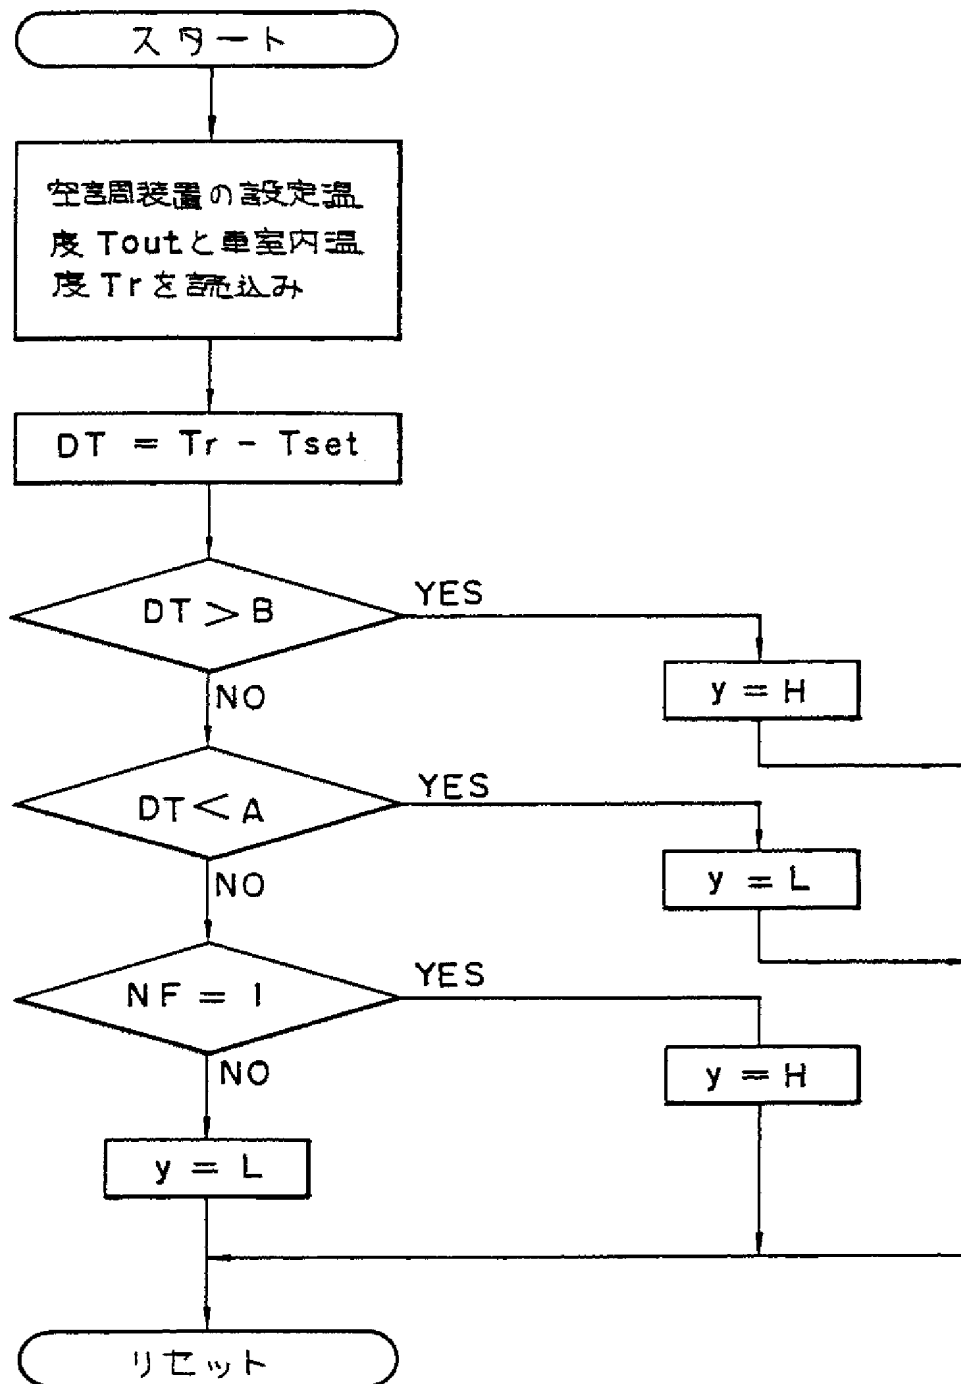 スタート
空調装置の設定温
度Toutと車室内温
度Trを読込み
DT = Tr - Tset
DT > B
YES
y = H
NO
DT < A
YES
y = L
NO
NF = 1
YES
y = H
NO
y = L
リセット